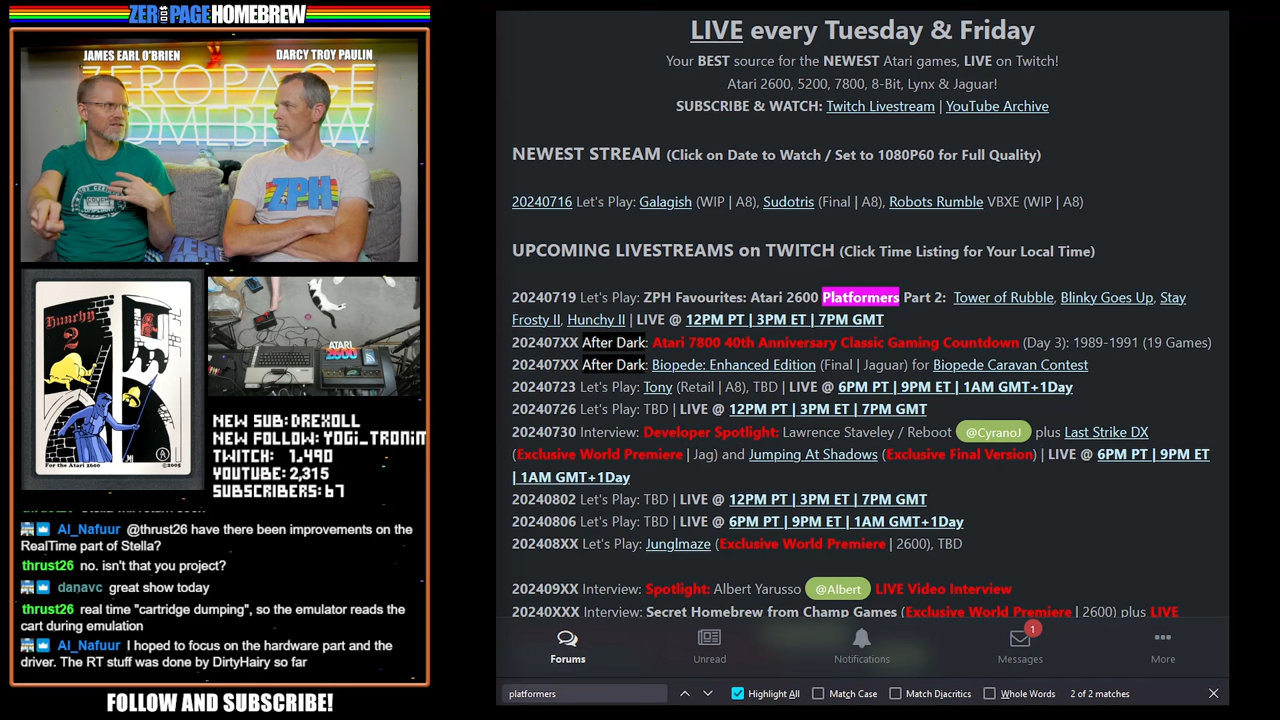 ZEROPAGE HOMEBREW
JAMES EARL O'BRIEN
DARCY TROY PAULIN
ZEROPAGE
HOMEBREW
ZPH
Hunchy
2
For the Atari 2600
©2005
ATARI
2600
NEW SUB: DREXOLL
NEW FOLLOW: YOGI_TRONIM
TWITCH: 1,490
YOUTUBE: 2,315
SUBSCRIBERS: 67
Al_Nafuur @thrust26 have there been improvements on the
RealTime part of Stella?
thrust26 no. isn't that you project?
danavc great show today
thrust26 real time "cartridge dumping", so the emulator reads the
cart during emulation
Al_Nafuur I hoped to focus on the hardware part and the
driver. The RT stuff was done by DirtyHairy so far
FOLLOW AND SUBSCRIBE!
LIVE every Tuesday & Friday
Your BEST source for the NEWEST Atari games, LIVE on Twitch!
Atari 2600, 5200, 7800, 8-Bit, Lynx & Jaguar!
SUBSCRIBE & WATCH: Twitch Livestream | YouTube Archive
NEWEST STREAM (Click on Date to Watch / Set to 1080P60 for Full Quality)
20240716 Let's Play: Galagish (WIP | A8), Sudotris (Final | A8), Robots Rumble VBXE (WIP | A8)
UPCOMING LIVESTREAMS on TWITCH (Click Time Listing for Your Local Time)
20240719 Let's Play: ZPH Favourites: Atari 2600 Platformers Part 2: Tower of Rubble, Blinky Goes Up, Stay
Frosty II, Hunchy II | LIVE @ 12PM PT | 3PM ET | 7PM GMT
202407XX After Dark: Atari 7800 40th Anniversary Classic Gaming Countdown (Day 3): 1989-1991 (19 Games)
202407XX After Dark: Biopede: Enhanced Edition (Final | Jaguar) for Biopede Caravan Contest
20240723 Let's Play: Tony (Retail | A8), TBD | LIVE @ 6PM PT | 9PM ET | 1AM GMT+1Day
20240726 Let's Play: TBD | LIVE @ 12PM PT | 3PM ET | 7PM GMT
20240730 Interview: Developer Spotlight: Lawrence Staveley / Reboot @CyranoJ plus Last Strike DX
(Exclusive World Premiere | Jag) and Jumping At Shadows (Exclusive Final Version) | LIVE @ 6PM PT | 9PM ET
| 1AM GMT+1Day
20240802 Let's Play: TBD | LIVE @ 12PM PT | 3PM ET | 7PM GMT
20240806 Let's Play: TBD | LIVE @ 6PM PT | 9PM ET | 1AM GMT+1Day
202408XX Let's Play: Junglmaze (Exclusive World Premiere | 2600), TBD
202409XX Interview: Spotlight: Albert Yarusso @Albert LIVE Video Interview
20240XXX Interview: Secret Homebrew from Champ Games (Exclusive World Premiere | 2600) plus LIVE
Forums
Unread
Notifications
1
Messages
More
platformers
Highlight All
Match Case
Match Diacritics
Whole Words
2 of 2 matches